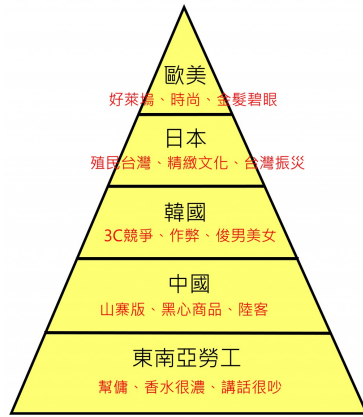 歐美
好萊塢、時尚、金髮碧眼
日本
殖民台灣、精緻文化、台灣振災
韓國
3C競爭、作弊、俊男美女
中國
山寨版、黑心商品、陸客
東南亞勞工
幫傭、香水很濃、講話很吵